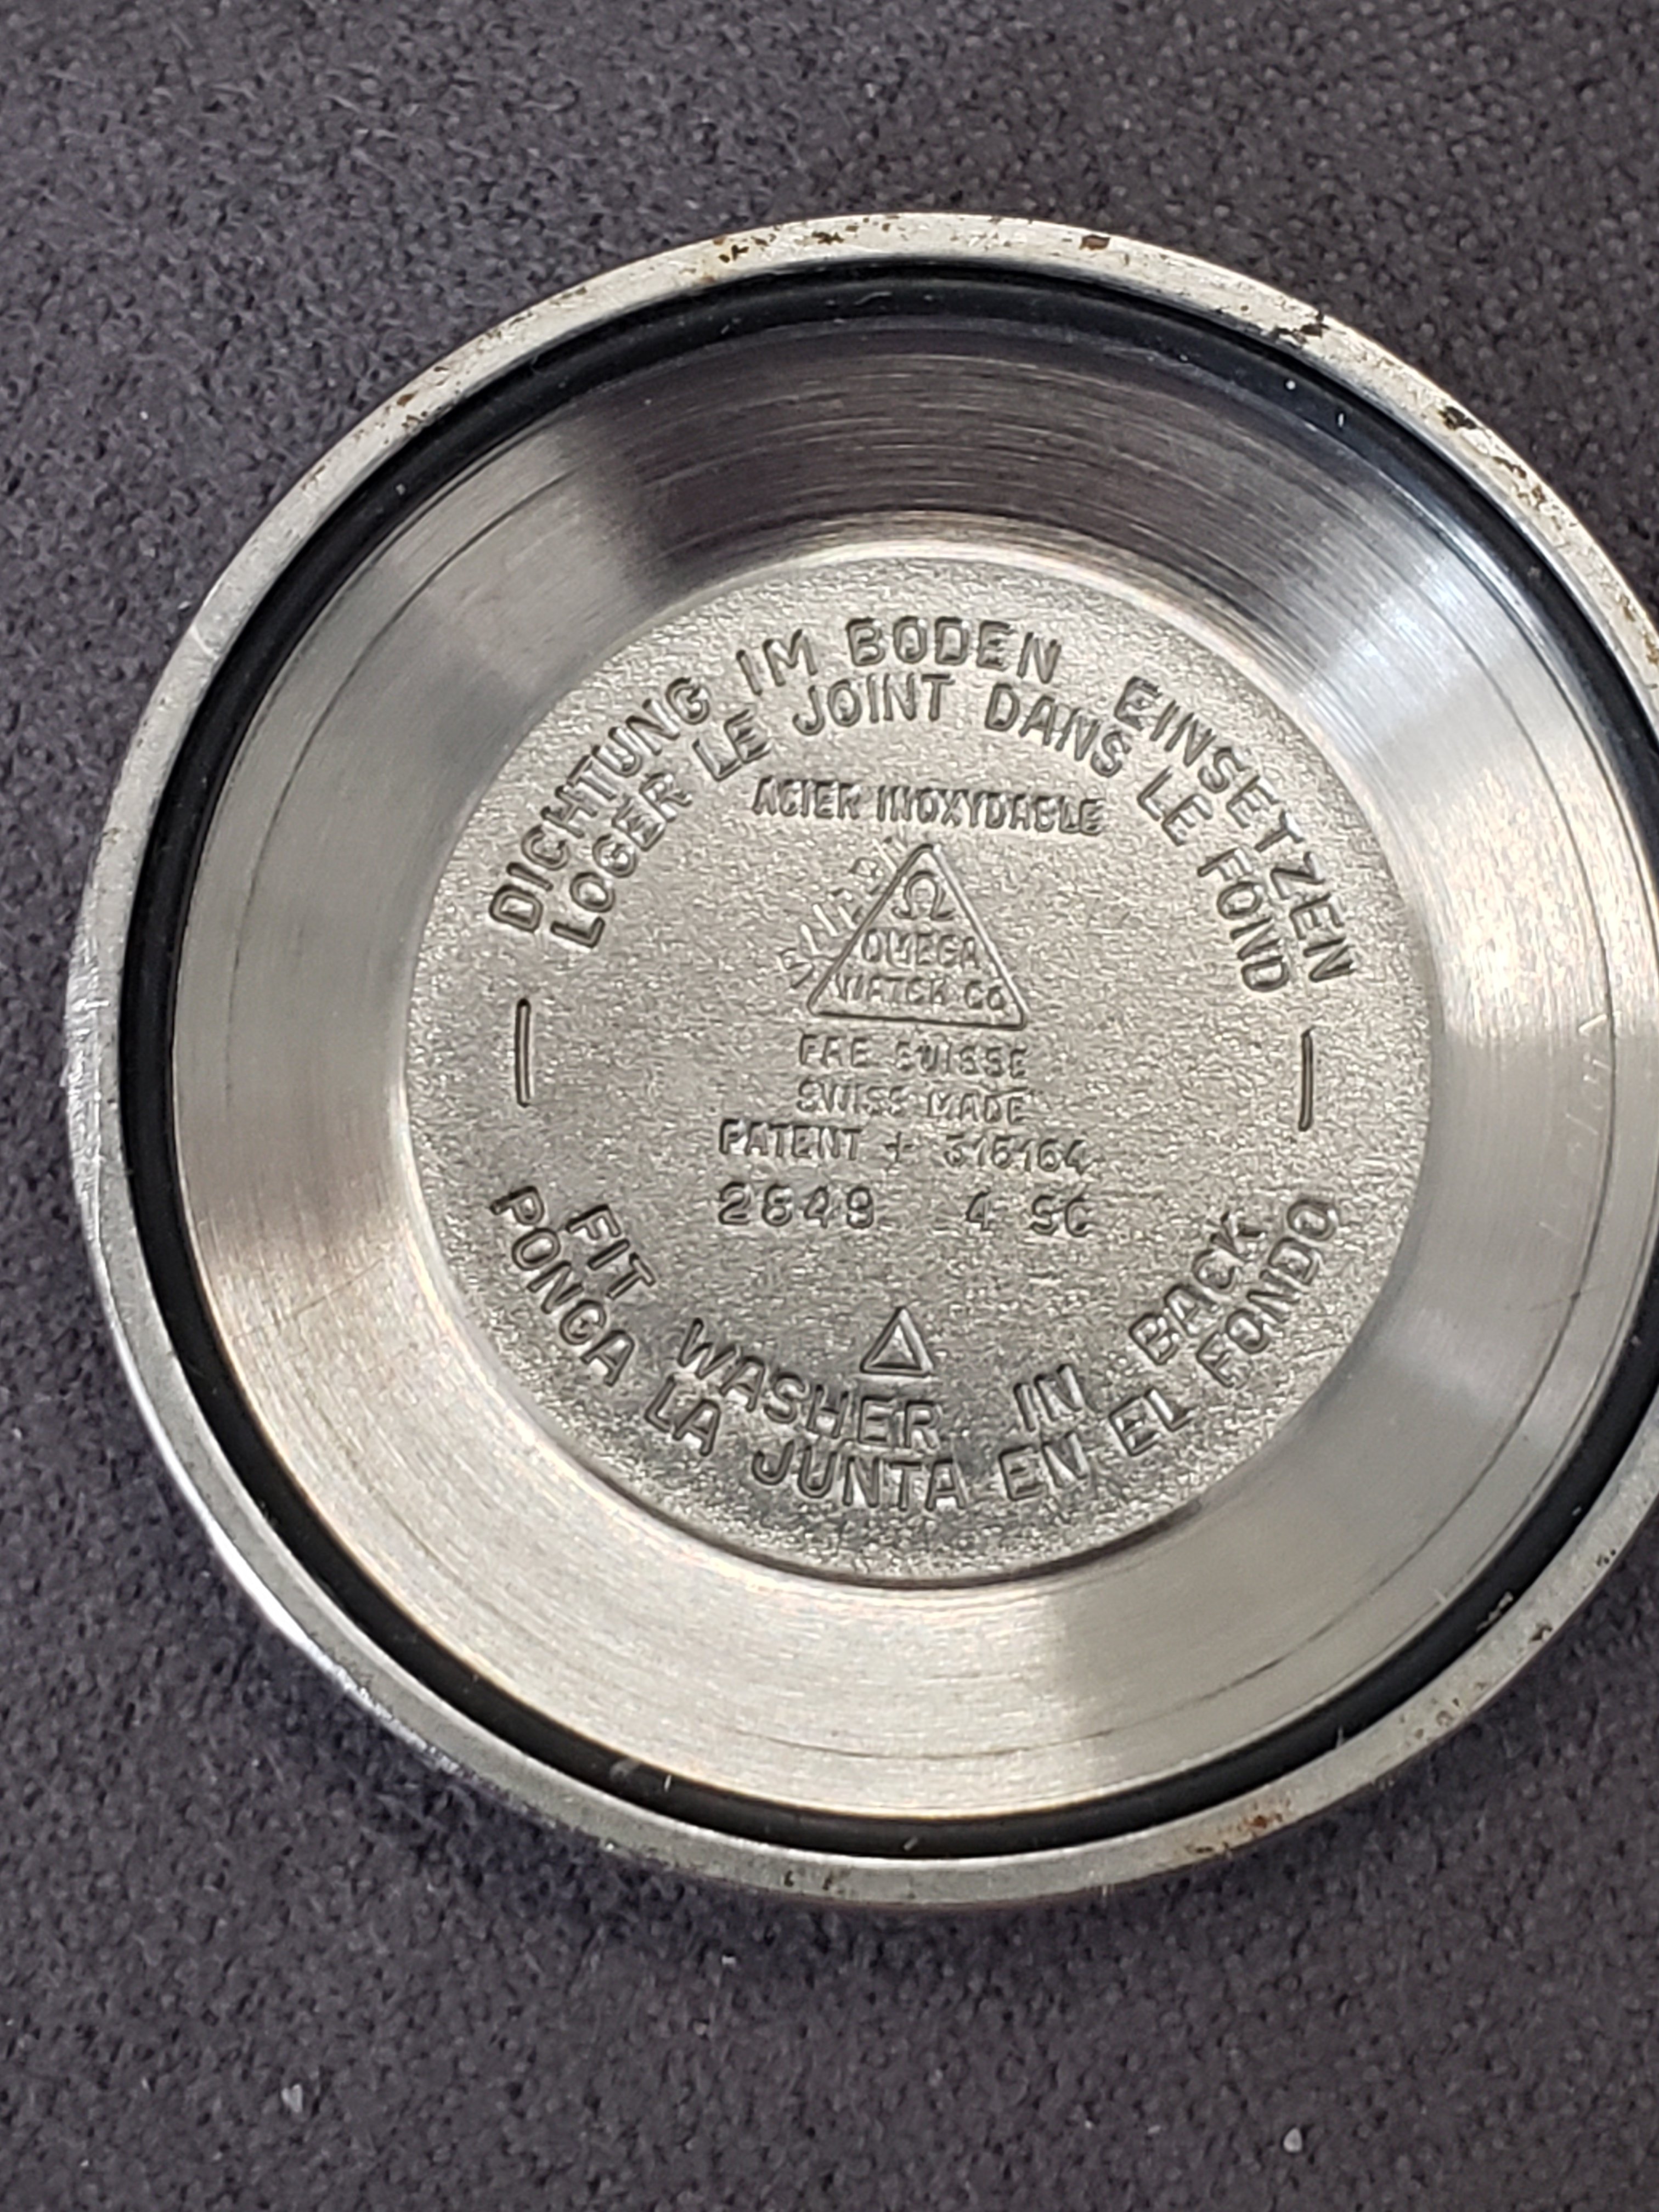 DICHTUNG IM BODEN EINSETZEN
LOGER LE JOINT DANS LE FOND
ACIER INOXYDABLE
Ω
OMEGA
WATCH Co
FAB. SUISSE
SWISS MADE
PATENT + 316164
4 SC
FIT WASHER IN BACK
PONGA LA JUNTA EN EL FONDO